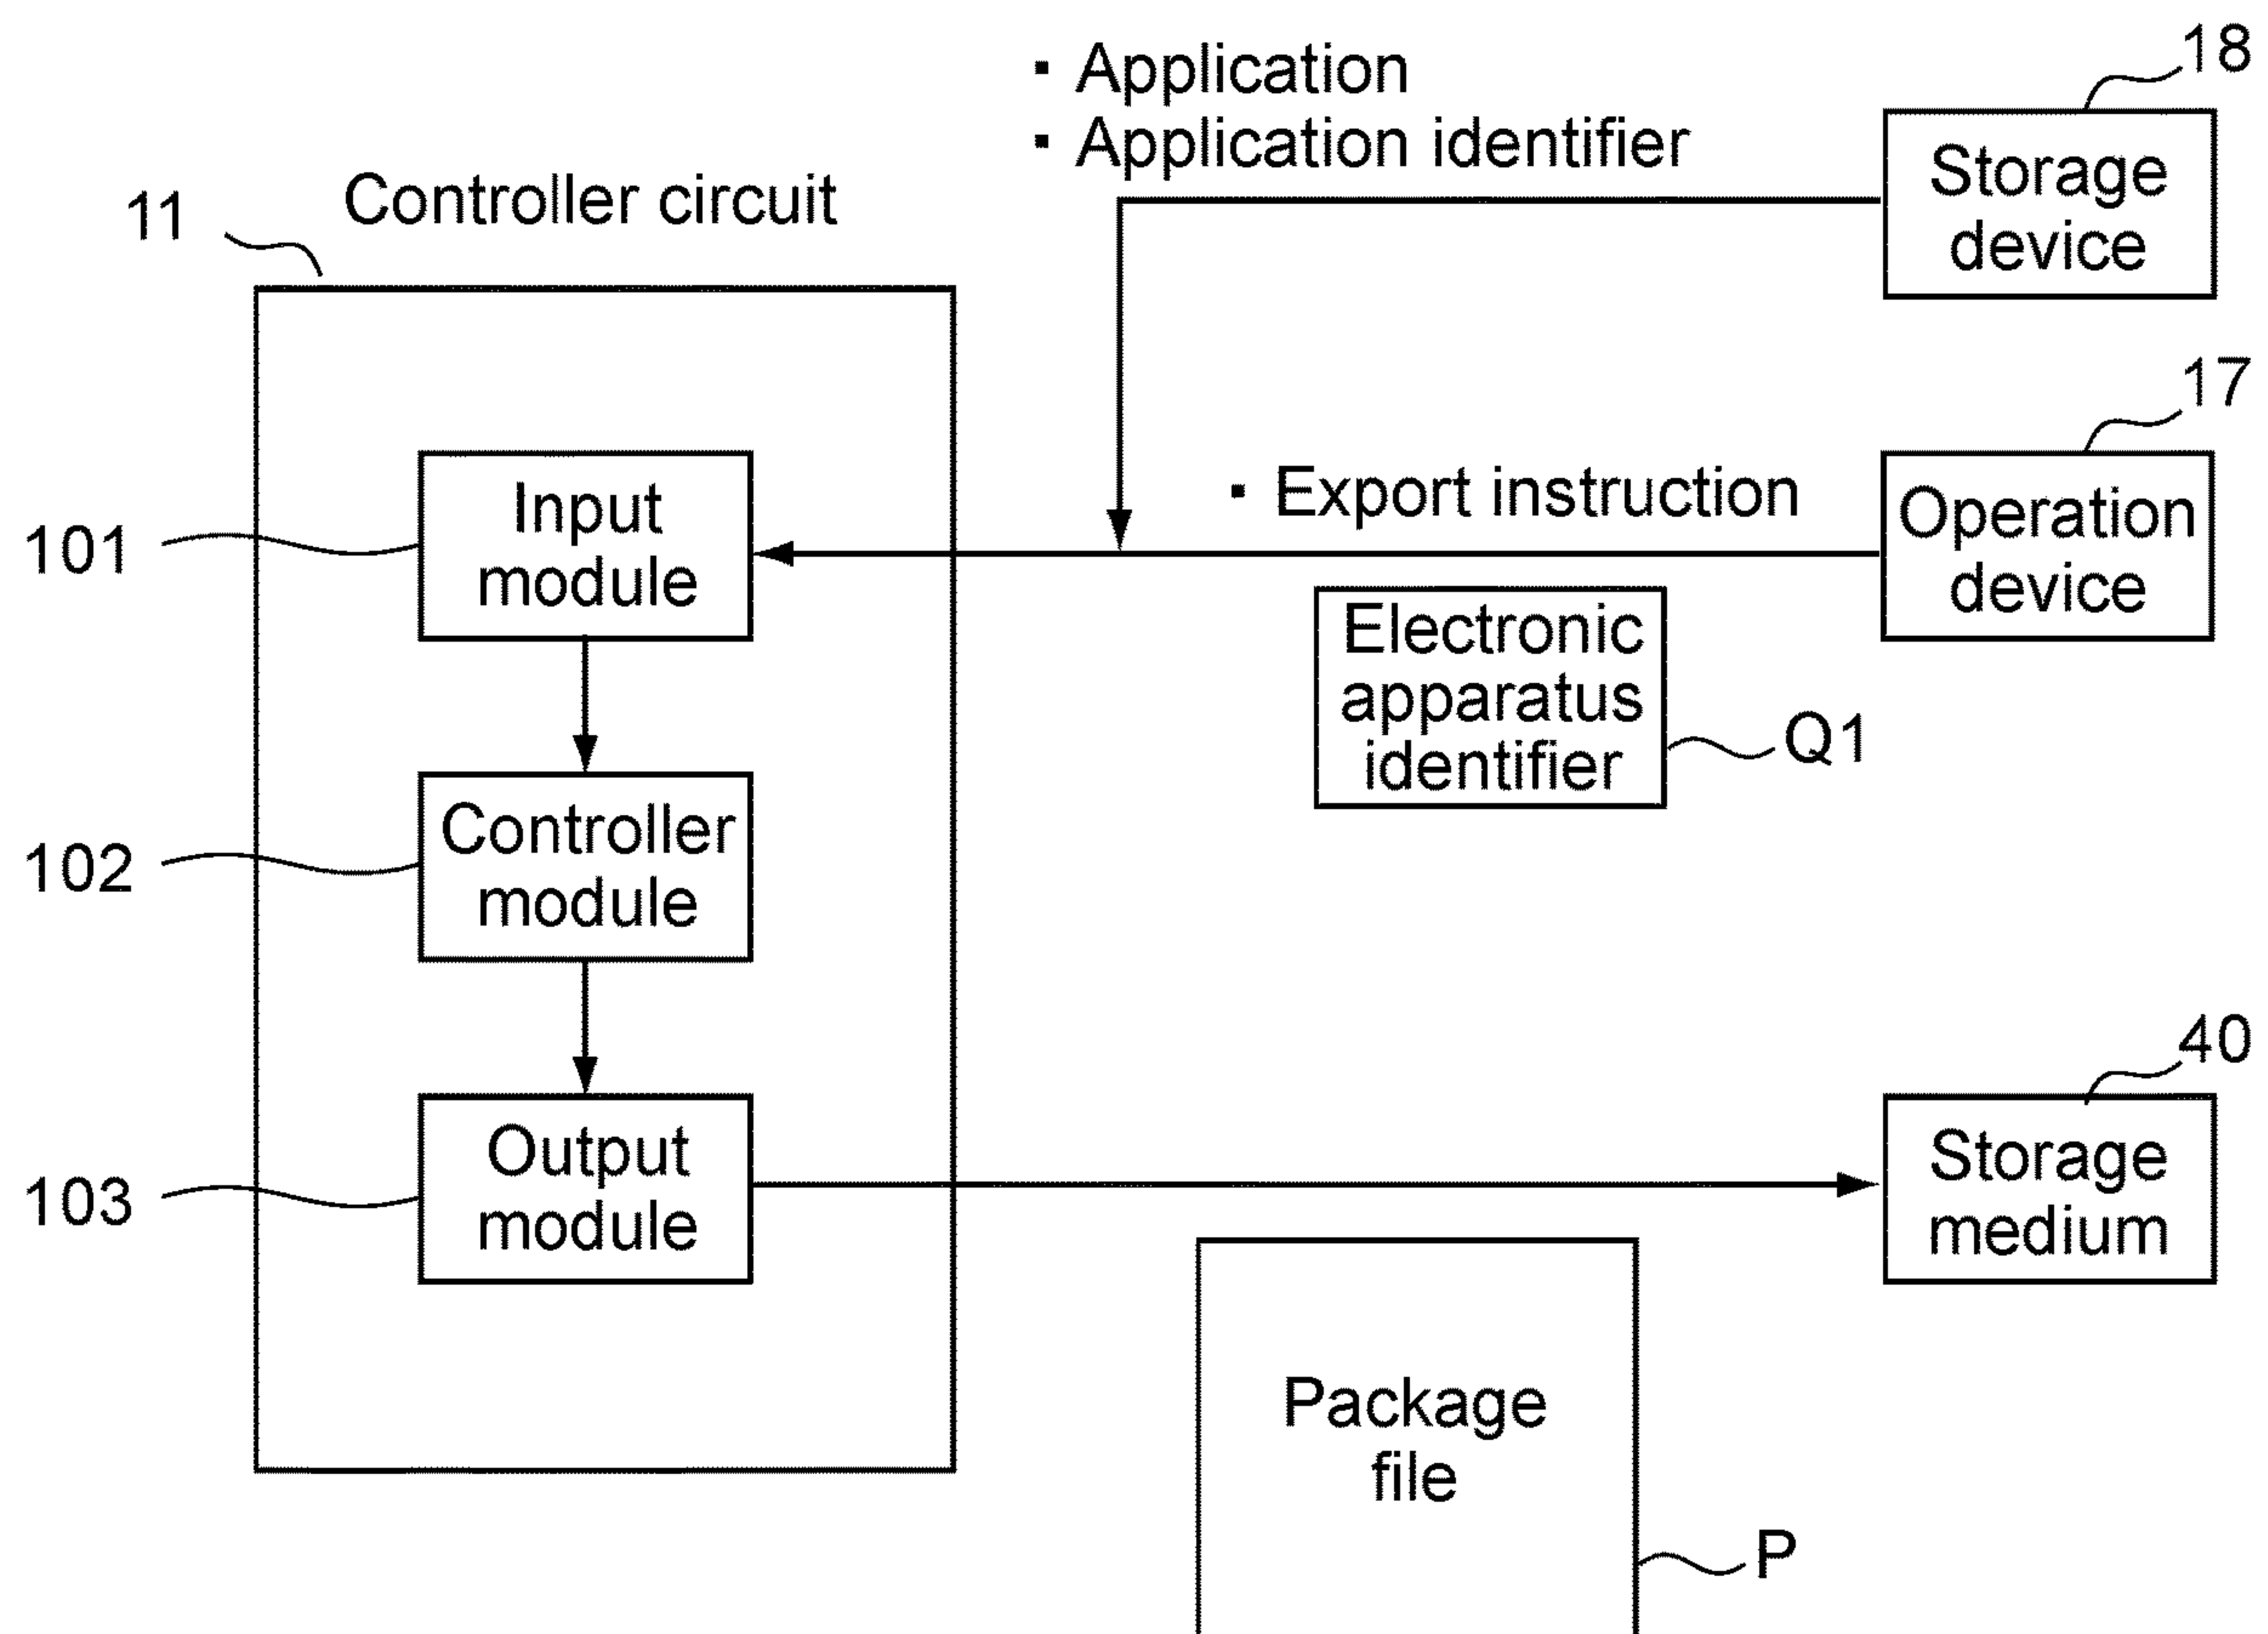 18
▪ Application
▪ Application identifier
Storage
device
11
Controller circuit
17
▪ Export instruction
Operation
device
101
Input
module
Electronic
apparatus
identifier
Q1
102
Controller
module
40
103
Output
module
Storage
medium
Package
file
P